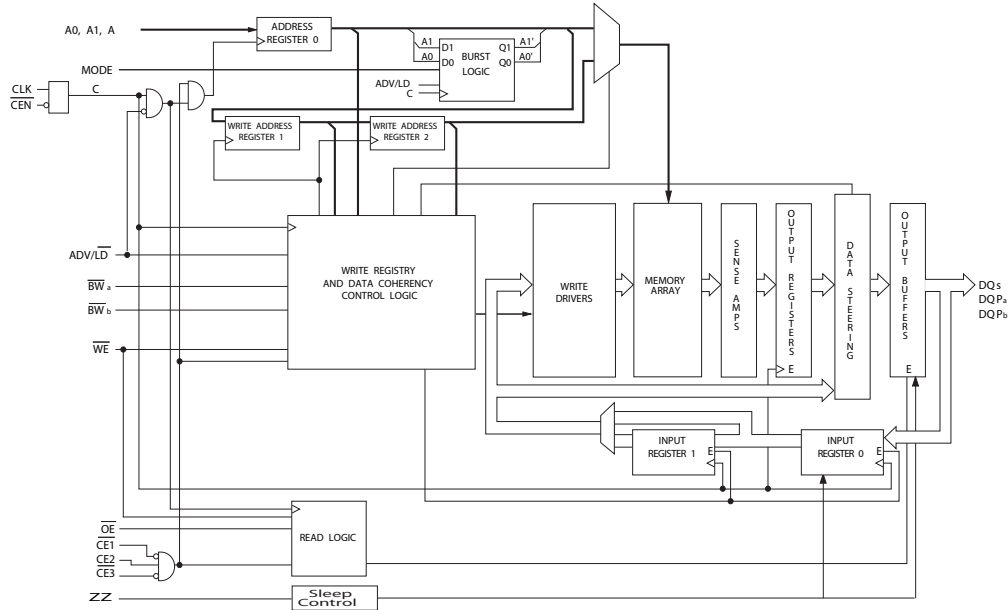 A0, A1, A
ADDRESS
REGISTER 0
A1
A0
D1
D0
BURST
LOGIC
Q1
Q0
A1'
A0'
MODE
ADV/LD
C
CLK
C
CEN
WRITE ADDRESS
REGISTER 1
WRITE ADDRESS
REGISTER 2
ADV/LD
BWa
BWb
WE
WRITE REGISTRY
AND DATA COHERENCY
CONTROL LOGIC
WRITE
DRIVERS
MEMORY
ARRAY
SENSE AMPS
OUTPUT REGISTERS
E
DATA STEERING
OUTPUT BUFFERS
E
DQs
DQPa
DQPb
INPUT
REGISTER 1
E
INPUT
REGISTER 0
E
OE
CE1
CE2
CE3
READ LOGIC
ZZ
Sleep
Control